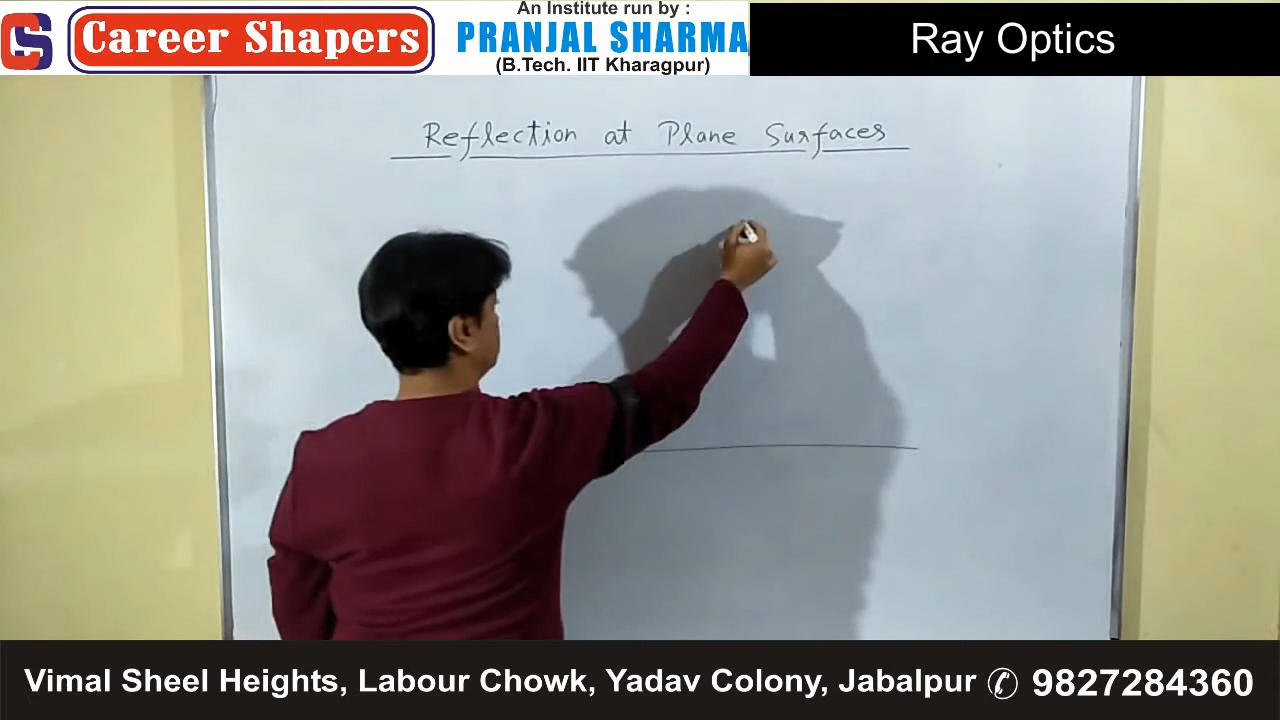 CS
Career Shapers
An Institute run by :
PRANJAL SHARMA
(B.Tech. IIT Kharagpur)
Ray Optics
Reflection at Plane Surfaces
Vimal Sheel Heights, Labour Chowk, Yadav Colony, Jabalpur ✆ 9827284360